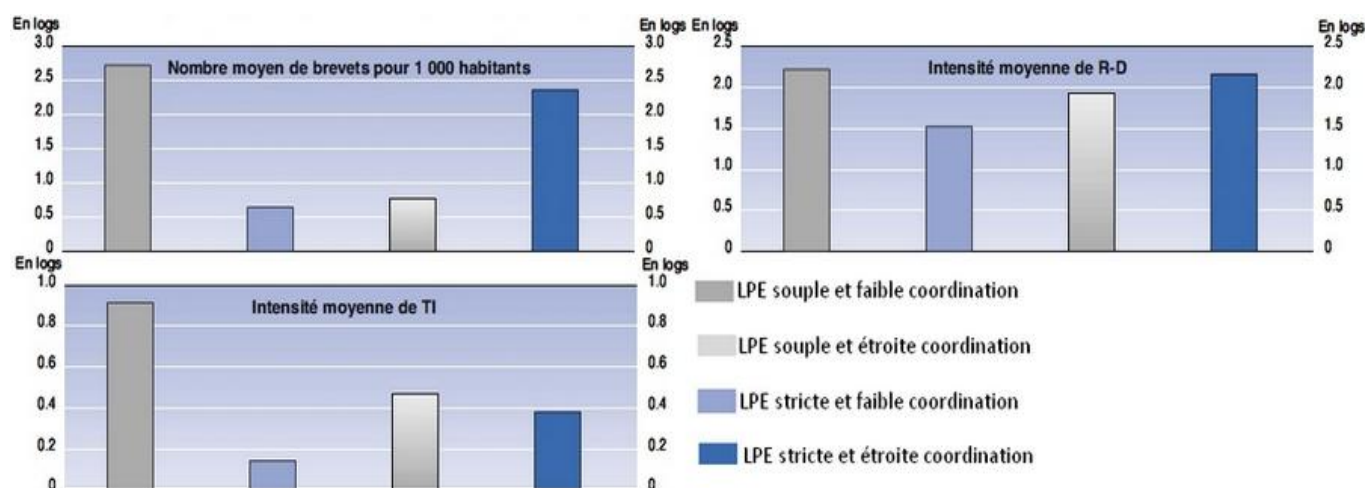 En logs
En logs
En logs
En logs
3.0
3.0
2.5
2.5
Nombre moyen de brevets pour 1 000 habitants
Intensité moyenne de R-D
2.5
2.5
2.0
2.0
2.0
2.0
1.5
1.5
1.5
1.5
1.0
1.0
1.0
1.0
0.5
0.5
0.5
0.5
0
0
0
0
En logs
En logs
1.0
1.0
Intensité moyenne de TI
0.8
0.8
0.6
0.6
0.4
0.4
0.2
0.2
0
0
LPE souple et faible coordination
LPE souple et étroite coordination
LPE stricte et faible coordination
LPE stricte et étroite coordination